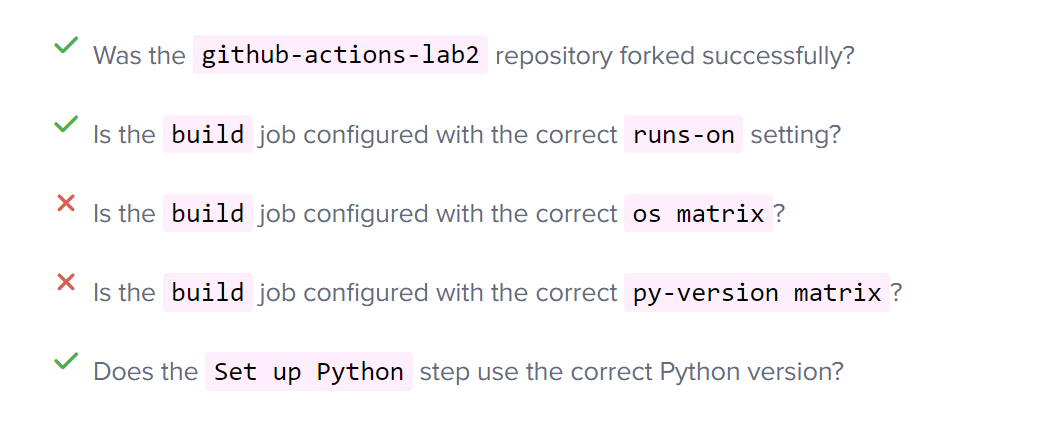 Was the github-actions-lab2 repository forked successfully?
Is the build job configured with the correct runs-on setting?
Is the build job configured with the correct os matrix?
Is the build job configured with the correct py-version matrix?
Does the Set up Python step use the correct Python version?